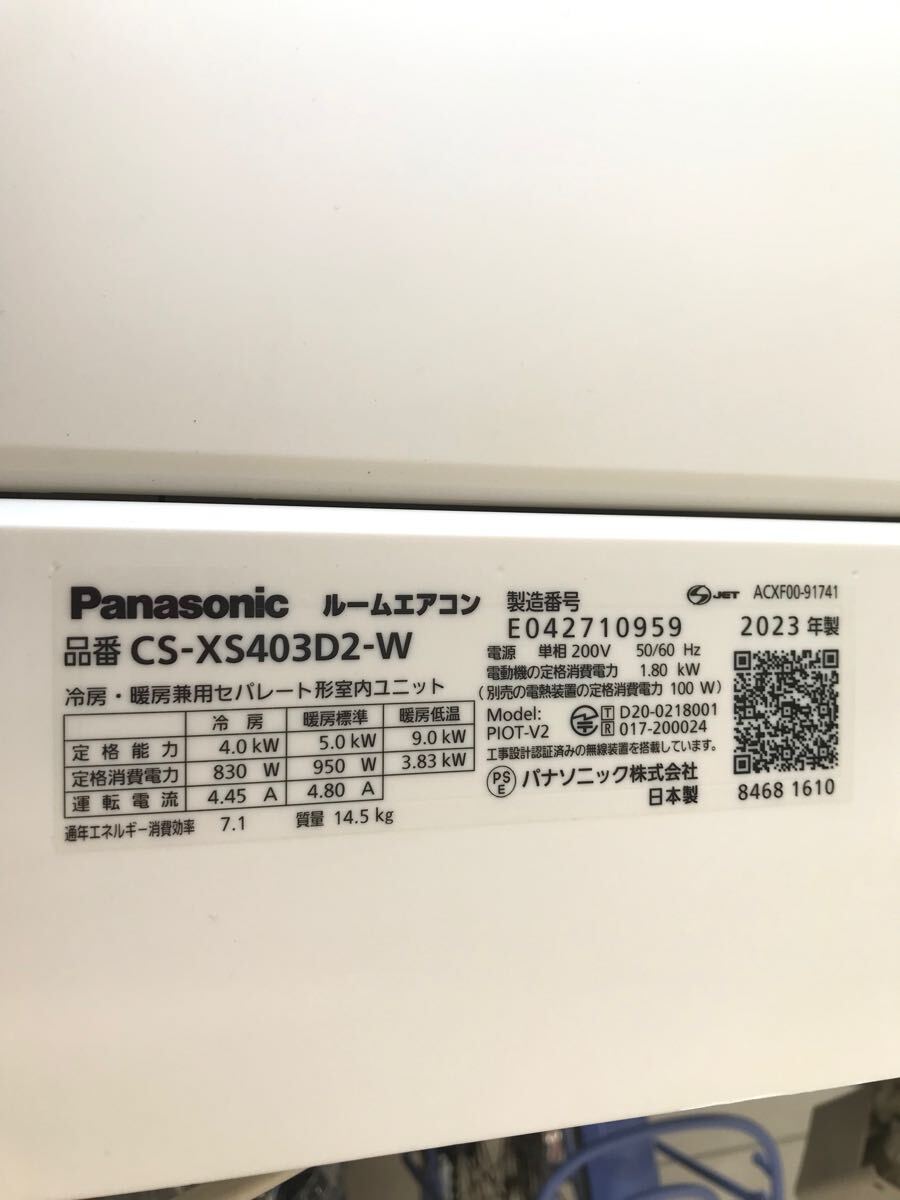 Panasonic ルームエアコン
品番 CS-XS403D2-W
冷房・暖房兼用セパレート形室内ユニット
冷房 暖房標準 暖房低温
定格能力 4.0 kW 5.0 kW 9.0 kW
定格消費電力 830 W 950 W 3.83 kW
運転電流 4.45 A 4.80 A
通年エネルギー消費効率 7.1 質量 14.5 kg
製造番号
E042710959
電源 単相 200V 50/60 Hz
電動機の定格消費電力 1.80 kW
(別売の電熱装置の定格消費電力 100 W)
Model: T D20-0218001
PIOT-V2 R 017-200024
工事設計認証済みの無線装置を搭載しています。
PSE パナソニック株式会社
日本製
JET ACXF00-91741
2023 年製
8468 1610